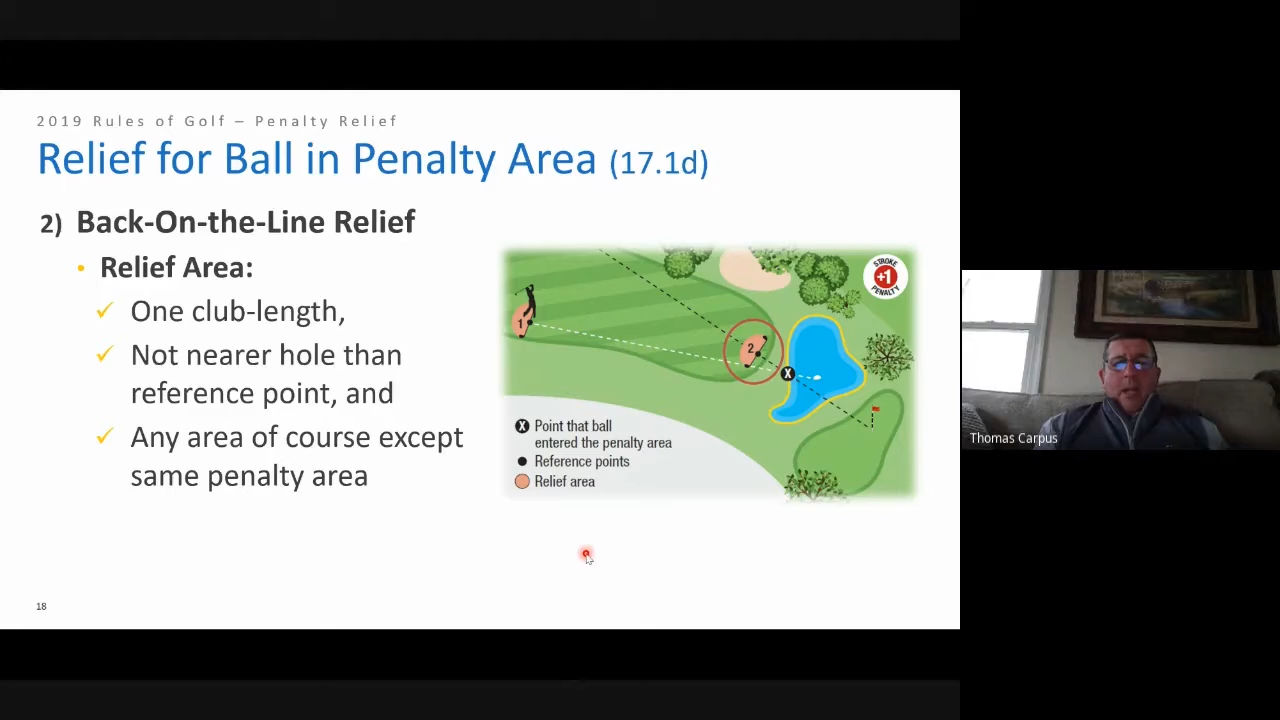 2019 Rules of Golf – Penalty Relief
Relief for Ball in Penalty Area (17.1d)
2) Back-On-the-Line Relief
• Relief Area:
✓ One club-length,
✓ Not nearer hole than
reference point, and
✓ Any area of course except
same penalty area
STROKE
+1
PENALTY
1
2
X
X Point that ball
entered the penalty area
Reference points
Relief area
18
Thomas Carpus